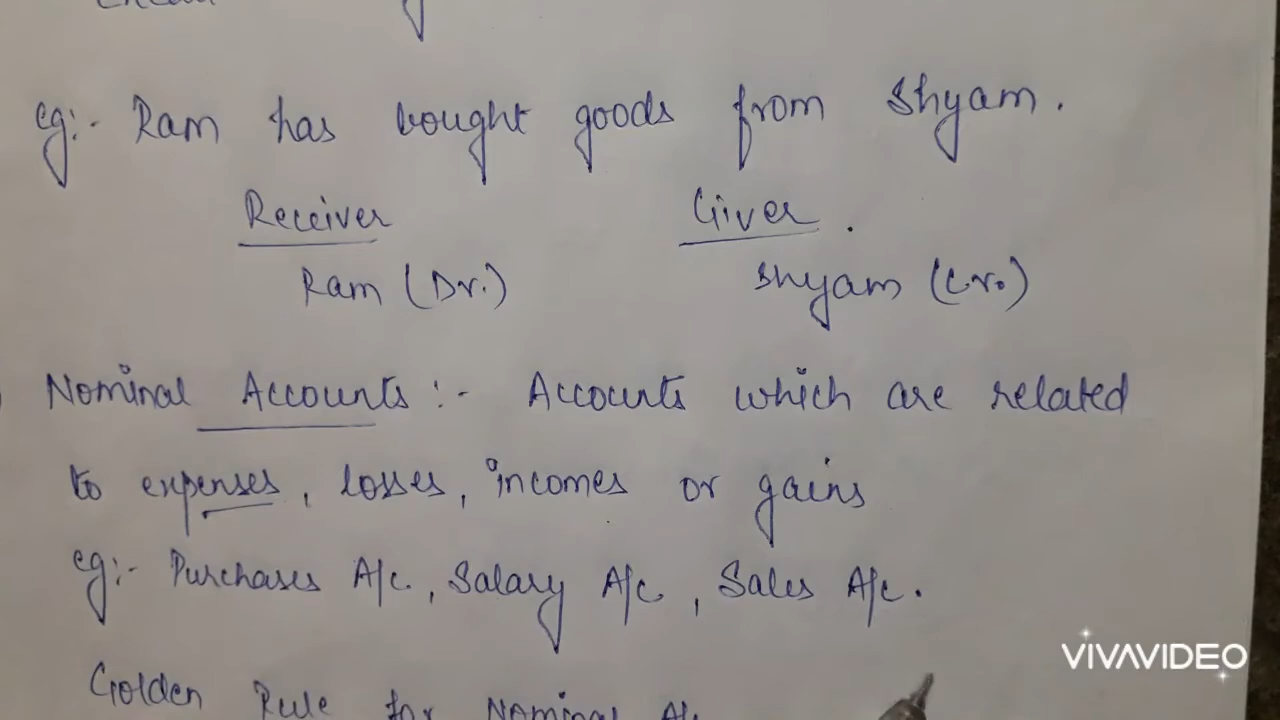 eg:- Ram has bought goods from Shyam.
Receiver Giver.
Ram (Dr.) Shyam (Cr.)
Nominal Accounts :- Accounts which are related
to expenses, losses, incomes or gains
eg:- Purchases A/c, Salary A/c, Sales A/c.
Golden Rule for Nominal A/c
VIVAVIDEO